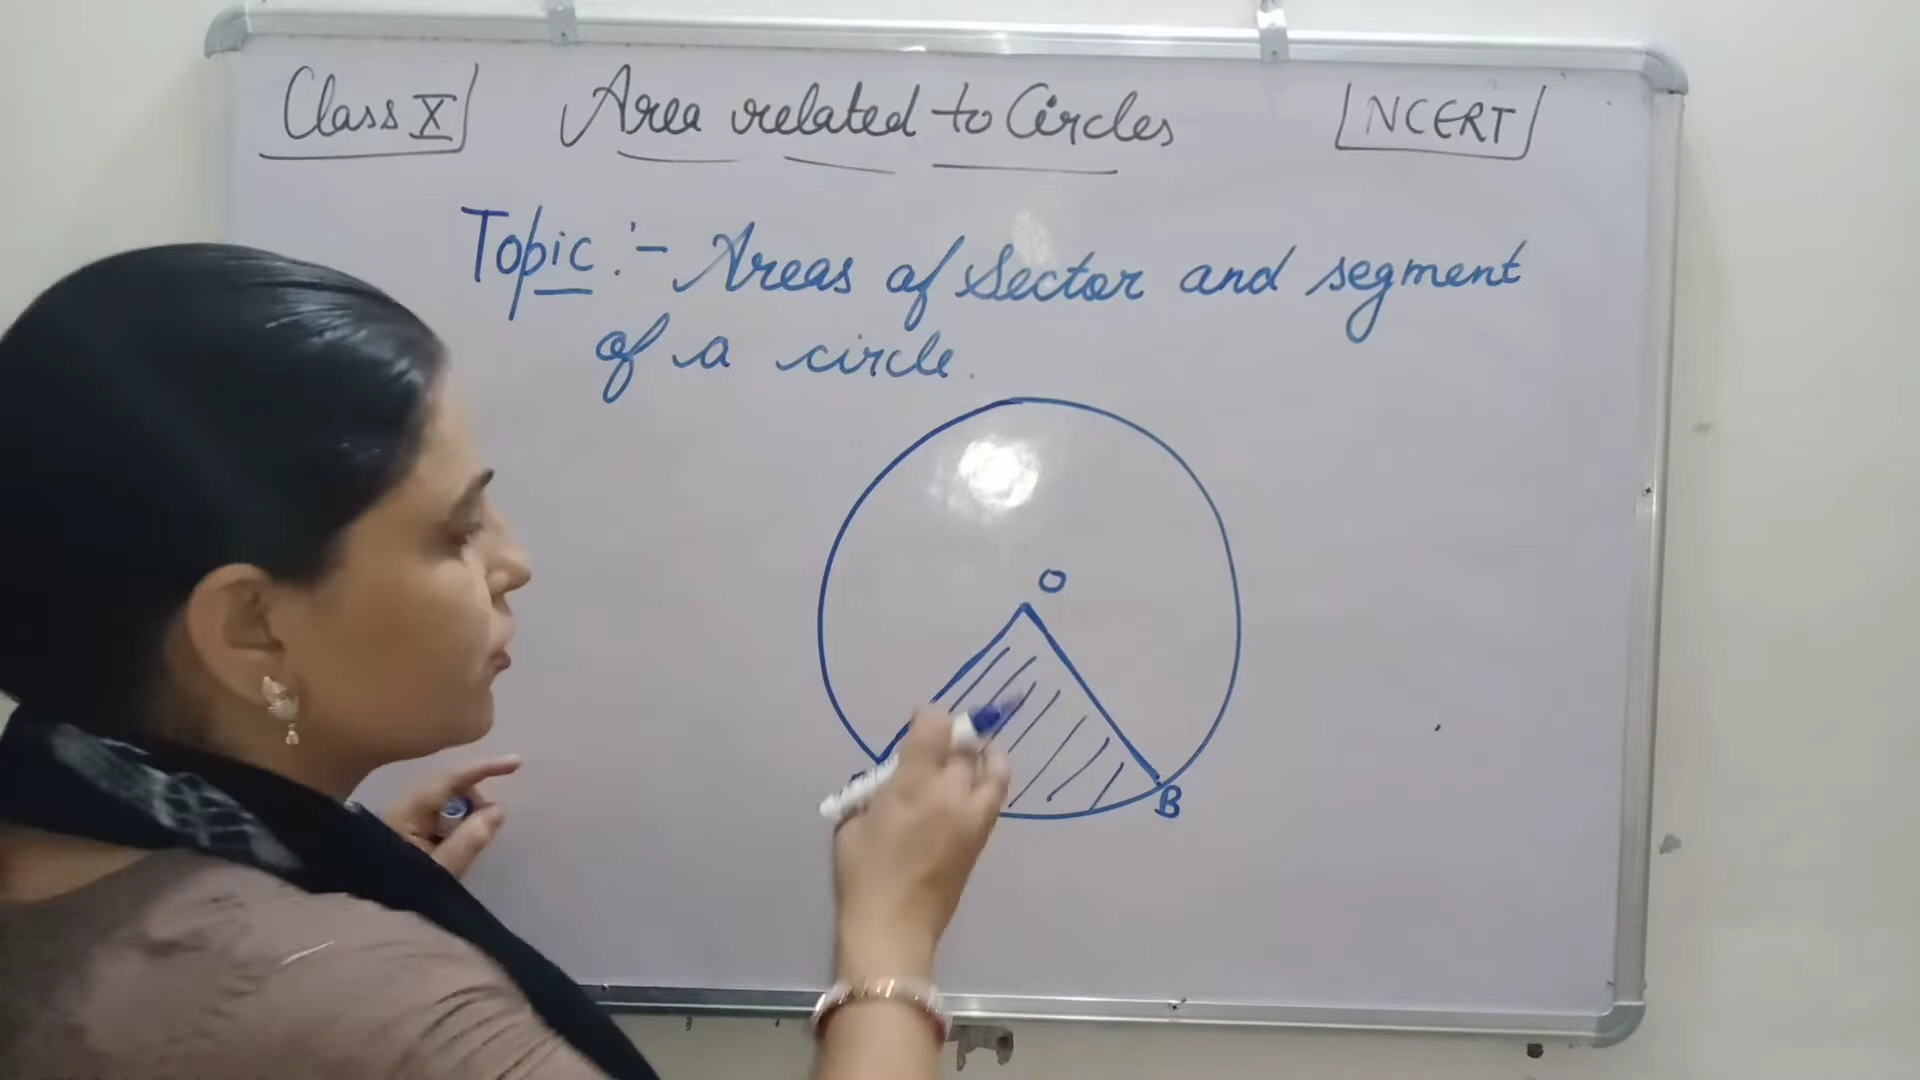 Class X Area related to Circles NCERT
Topic :- Areas of Sector and segment
of a circle.
O
B